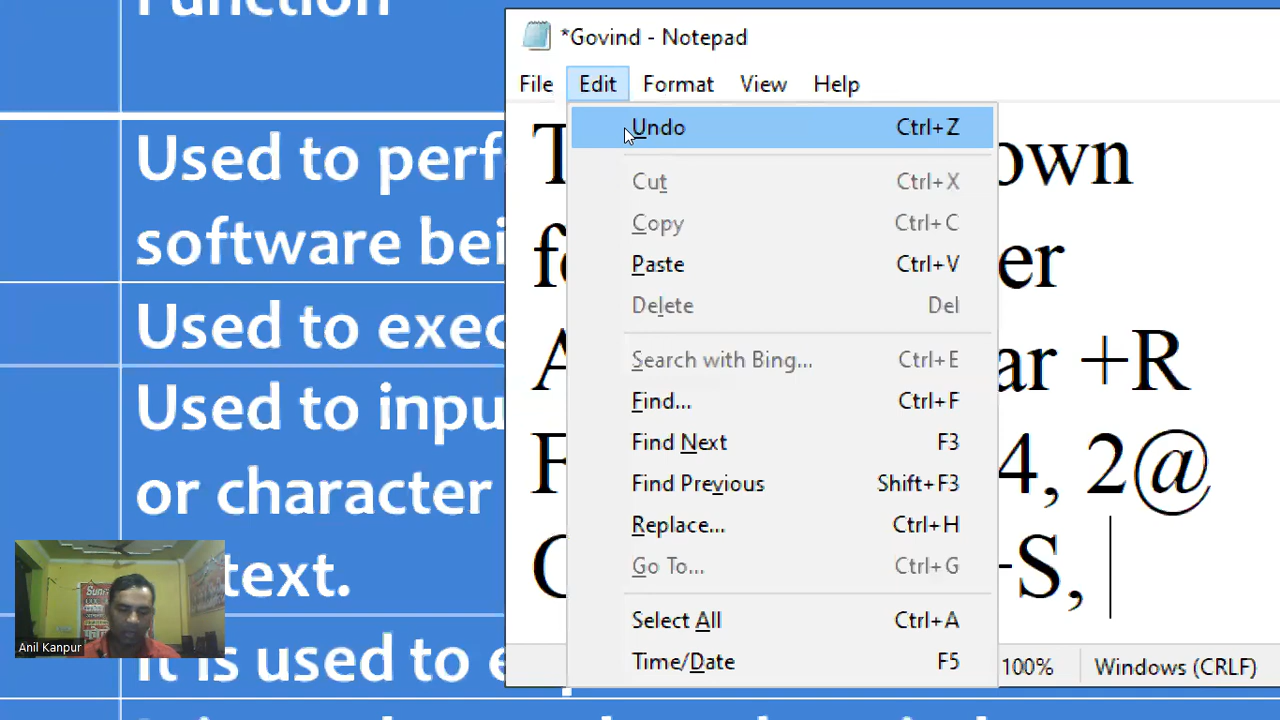 Function
Used to perf
software bei
Used to exec
Used to inpu
or character
text.
It is used to e
*Govind - Notepad
File Edit Format View Help
Undo Ctrl+Z
Cut Ctrl+X
Copy Ctrl+C
Paste Ctrl+V
Delete Del
Search with Bing... Ctrl+E
Find... Ctrl+F
Find Next F3
Find Previous Shift+F3
Replace... Ctrl+H
Go To... Ctrl+G
Select All Ctrl+A
Time/Date F5
T own
fo er
A ar +R
F 4, 2@
C -S,
100% Windows (CRLF)
Anil Kanpur